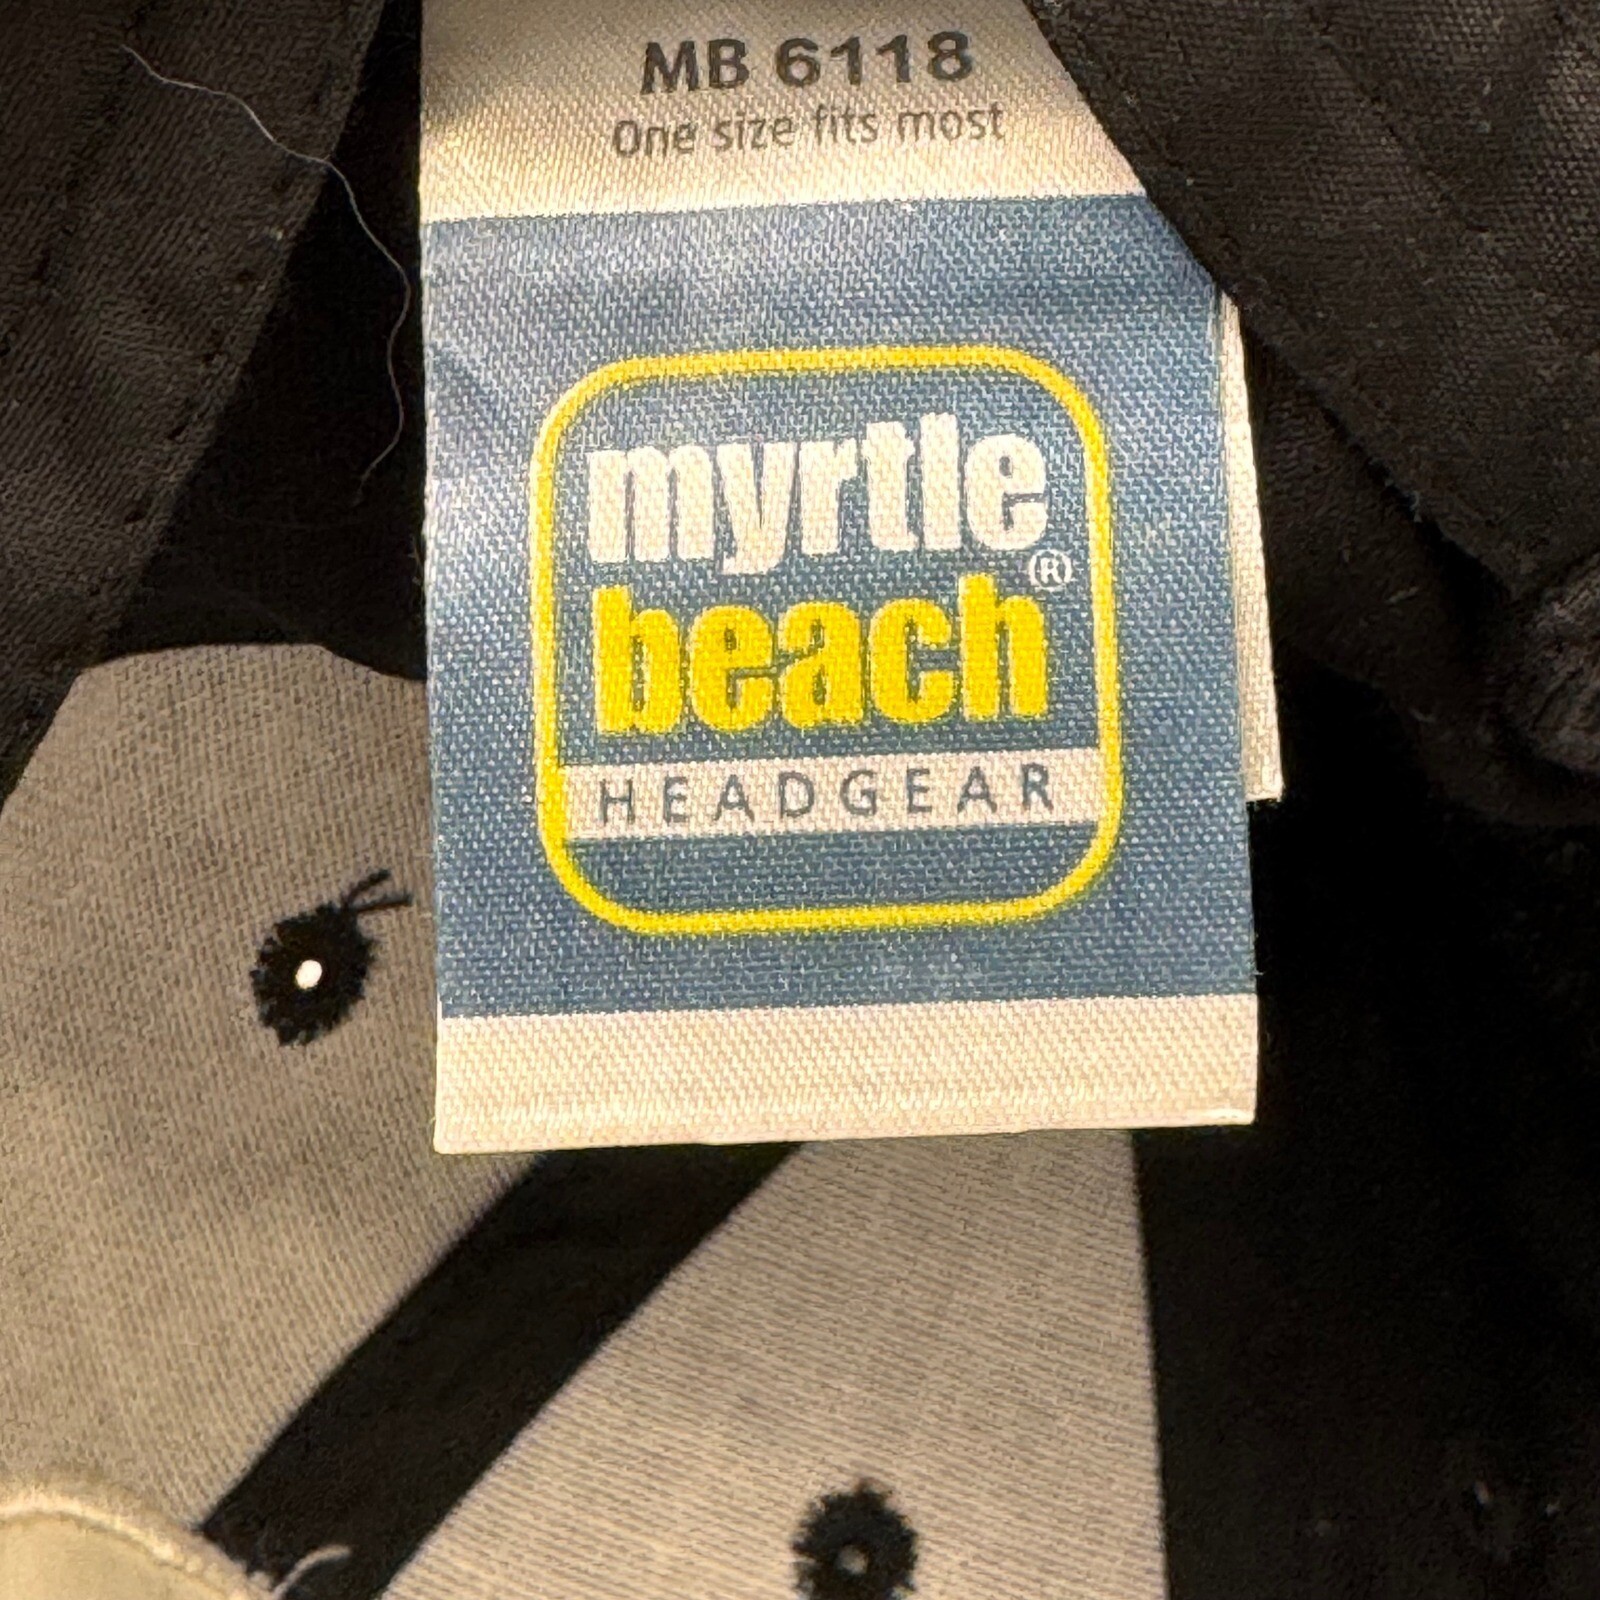 MB 6118
One size fits most
myrtle
beach®
HEADGEAR